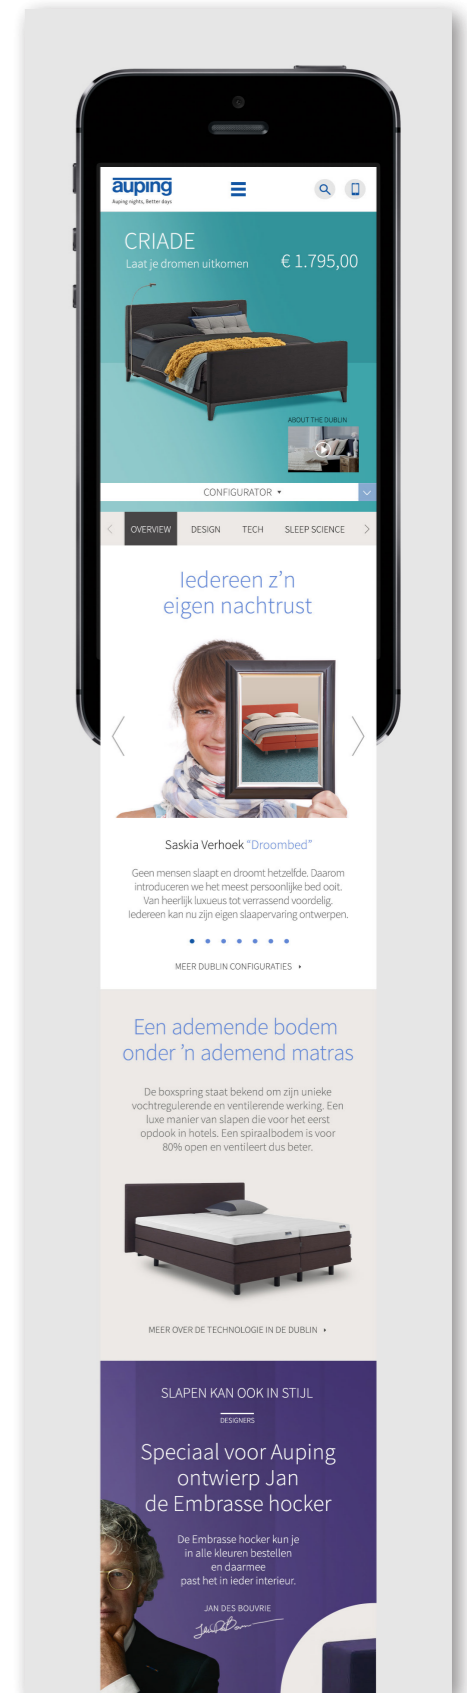 auping
Auping nights, Better days
CRIADE
Laat je dromen uitkomen
€ 1.795,00
ABOUT THE DUBLIN
CONFIGURATOR
OVERVIEW DESIGN TECH SLEEP SCIENCE
Iedereen z’n
eigen nachtrust
Saskia Verhoek “Droombed”
Geen mensen slaapt en droomt hetzelfde. Daarom
introduceren we het meest persoonlijke bed ooit.
Van heerlijk luxueus tot verrassend voordelig.
Iedereen kan nu zijn eigen slaapervaring ontwerpen.
MEER DUBLIN CONFIGURATIES
Een ademende bodem
onder ’n ademend matras
De boxspring staat bekend om zijn unieke
vochtregulerende en ventilerende werking. Een
luxe manier van slapen die voor het eerst
opdook in hotels. Een spiraalbodem is voor
80% open en ventileert dus beter.
MEER OVER DE TECHNOLOGIE IN DE DUBLIN
SLAPEN KAN OOK IN STIJL
DESIGNERS
Speciaal voor Auping
ontwierp Jan
de Embrasse hocker
De Embrasse hocker kun je
in alle kleuren bestellen
en daarmee
past het in ieder interieur.
JAN DES BOUVRIE